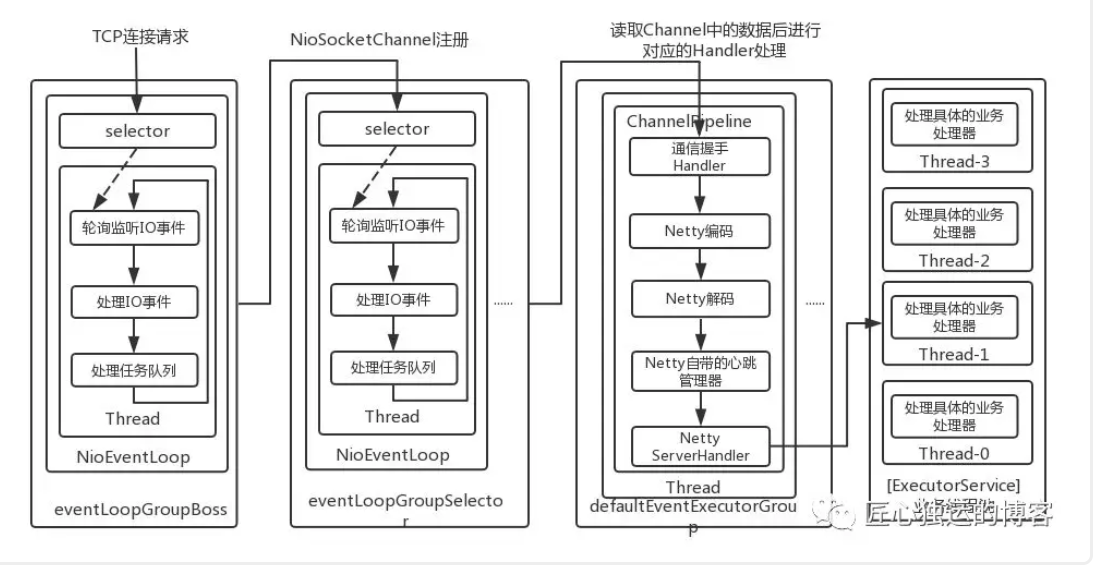 TCP连接请求
NioSocketChannel注册
读取Channel中的数据后进行
对应的Handler处理
selector
轮询监听IO事件
处理IO事件
处理任务队列
Thread
NioEventLoop
eventLoopGroupBoss
selector
轮询监听IO事件
处理IO事件
处理任务队列
Thread
NioEventLoop
......
eventLoopGroupSelecto
r
ChannelPipeline
通信握手
Handler
Netty编码
Netty解码
Netty自带的心跳
管理器
Netty
ServerHandler
Thread
......
defaultEventExecutorGrou
p
处理具体的业务
处理器
Thread-3
处理具体的业务
处理器
Thread-2
处理具体的业务
处理器
Thread-1
处理具体的业务
处理器
Thread-0
[ExecutorService]
匠心独运的博客